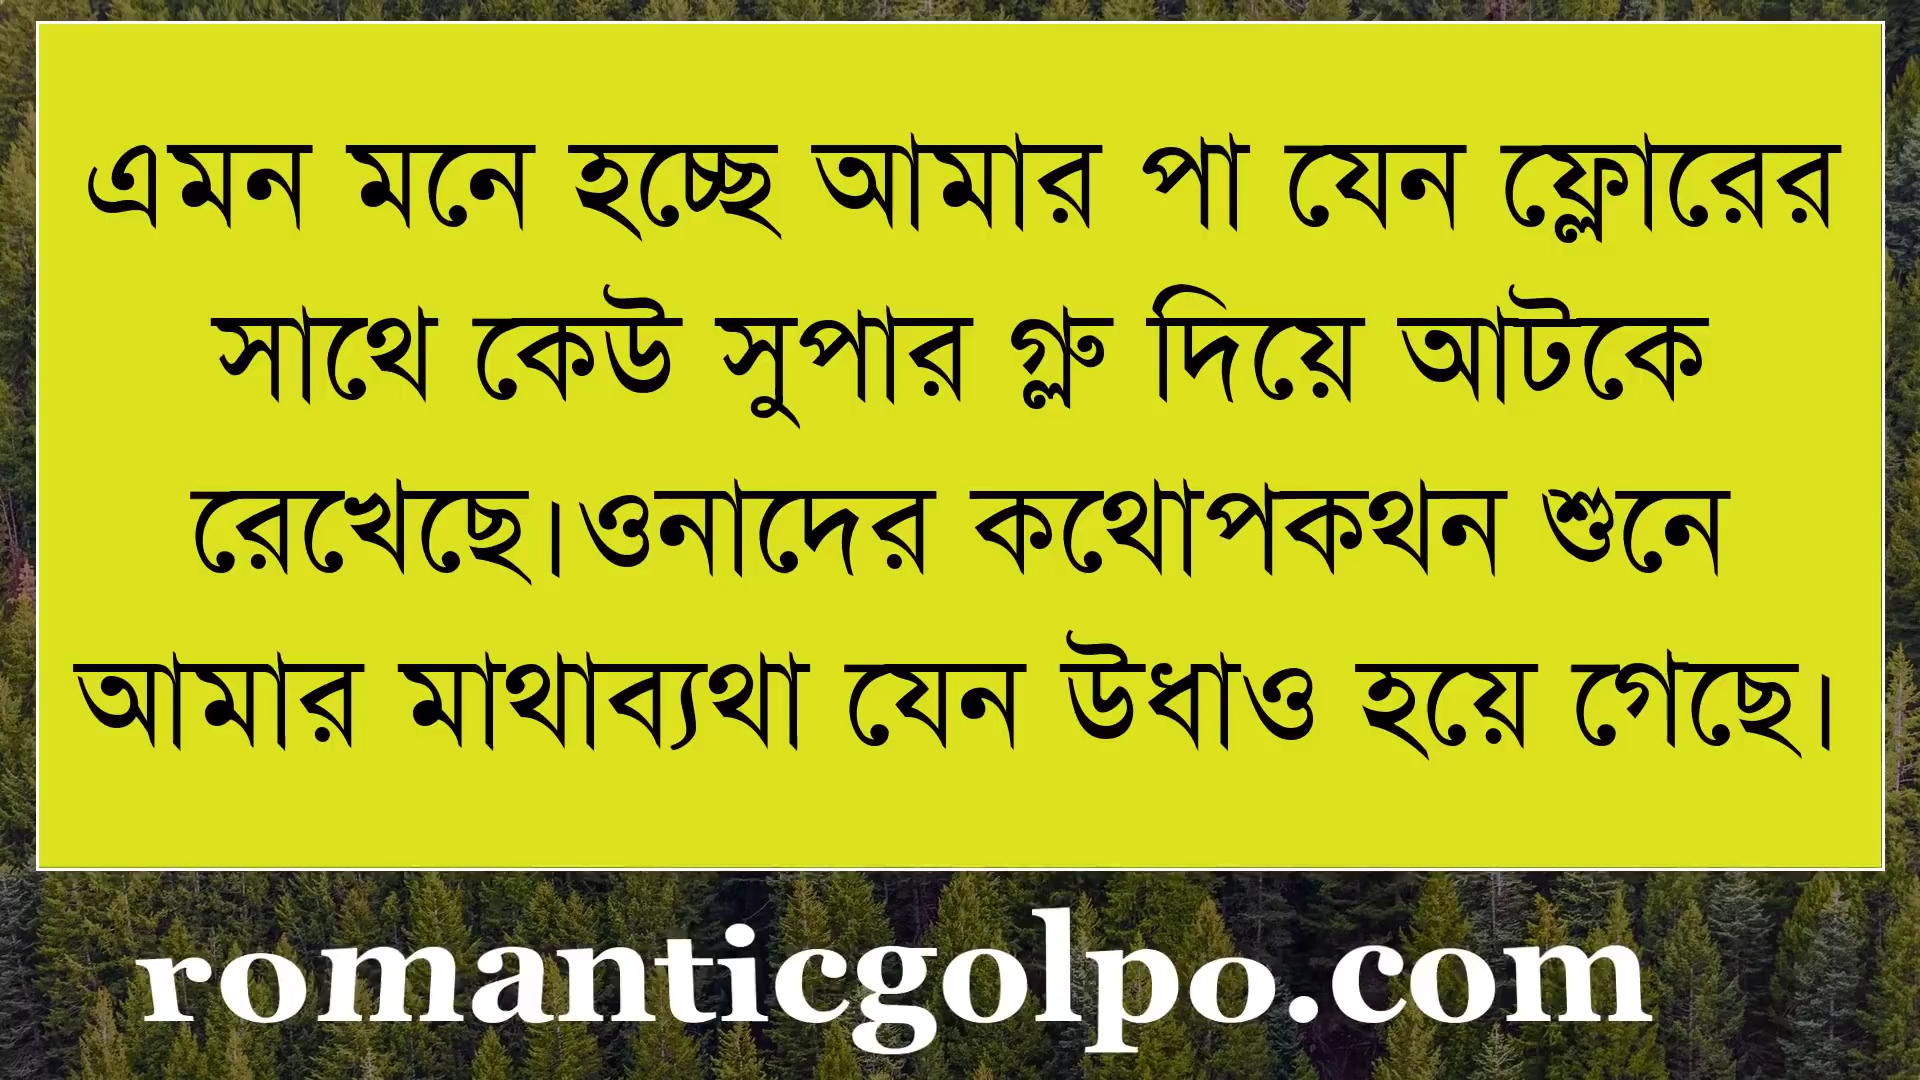 এমন মনে হচ্ছে আমার পা যেন ফ্লোরের
সাথে কেউ সুপার গ্লু দিয়ে আটকে
রেখেছে।ওনাদের কথোপকথন শুনে
আমার মাথাব্যথা যেন উধাও হয়ে গেছে।
romanticgolpo.com